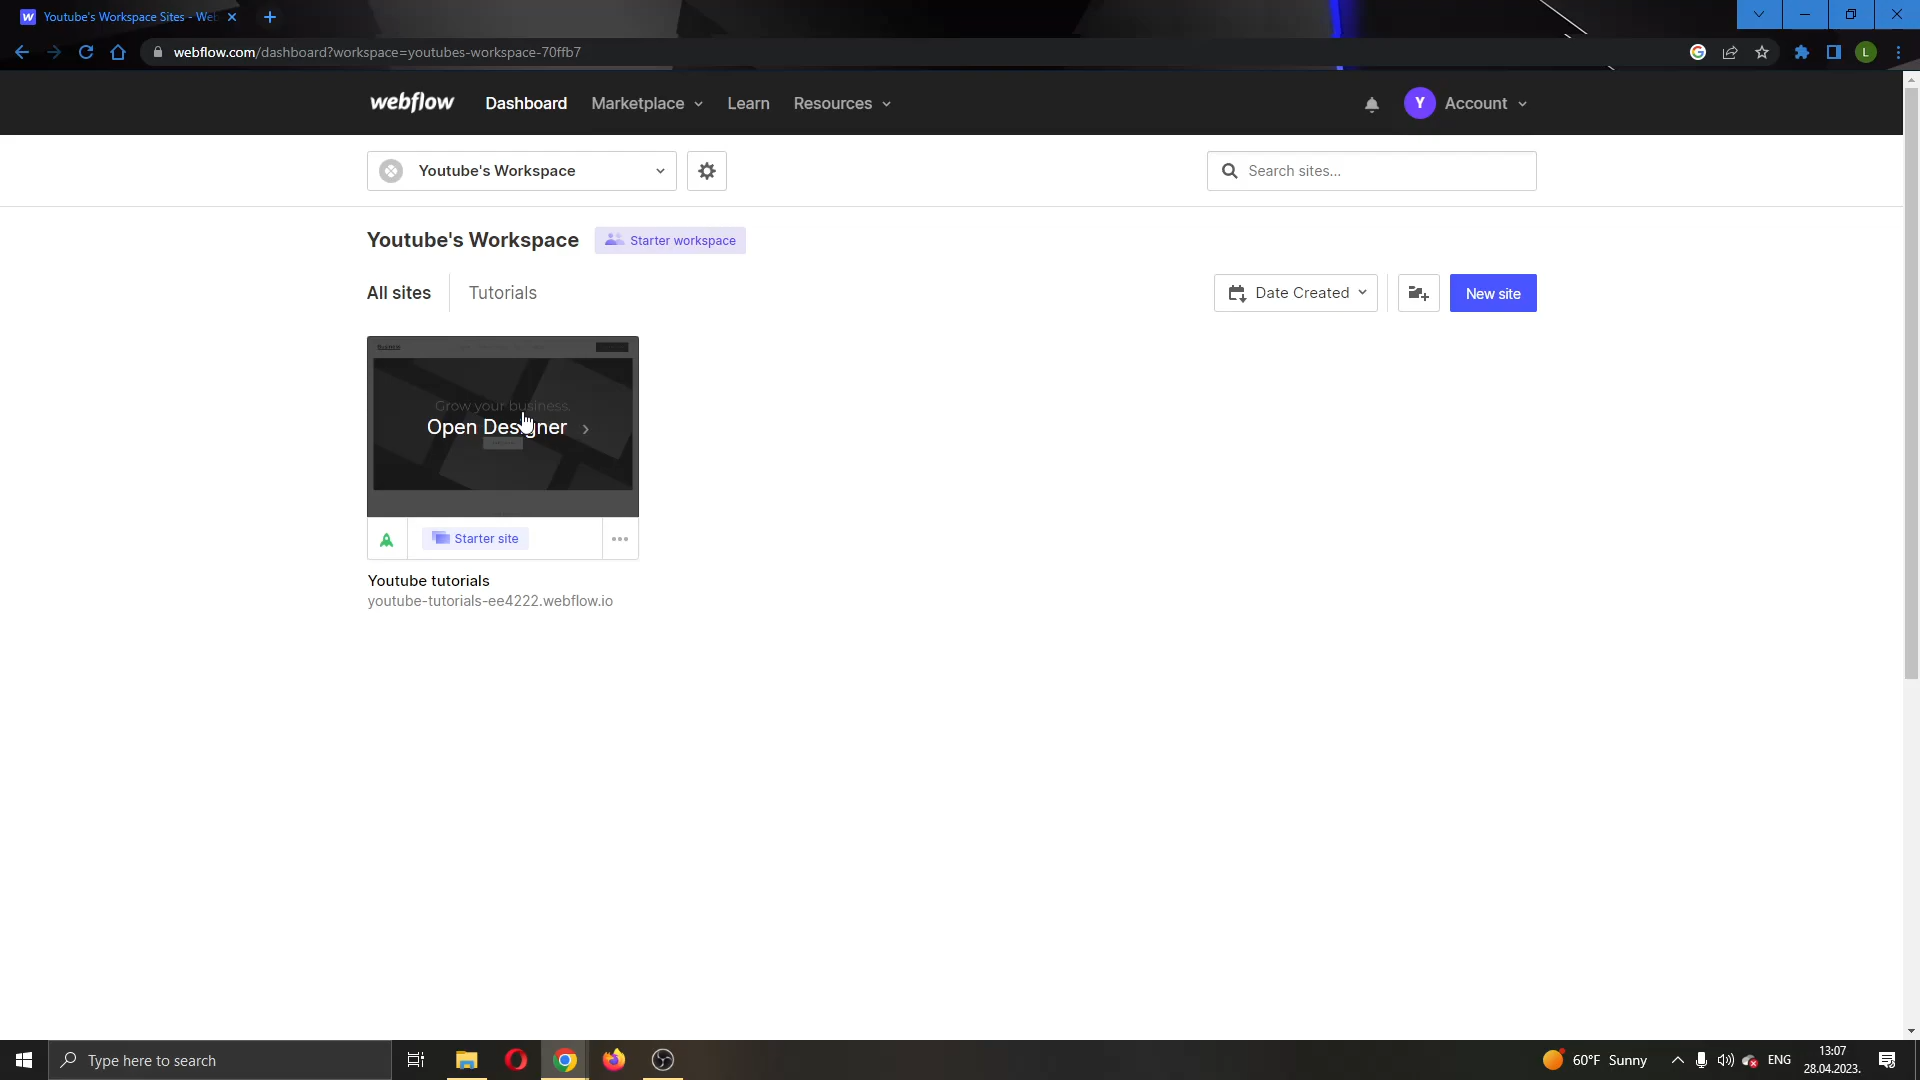 Youtube's Workspace Sites - We
webflow.com/dashboard?workspace=youtubes-workspace-70ffb7
L
webflow
Dashboard
Marketplace
Learn
Resources
Y
Account
Youtube's Workspace
Search sites...
Youtube's Workspace
Starter workspace
All sites
Tutorials
Date Created
New site
Grow your business.
Open Designer
Starter site
Youtube tutorials
youtube-tutorials-ee4222.webflow.io
Type here to search
60°F Sunny
ENG
13:07
28.04.2023.